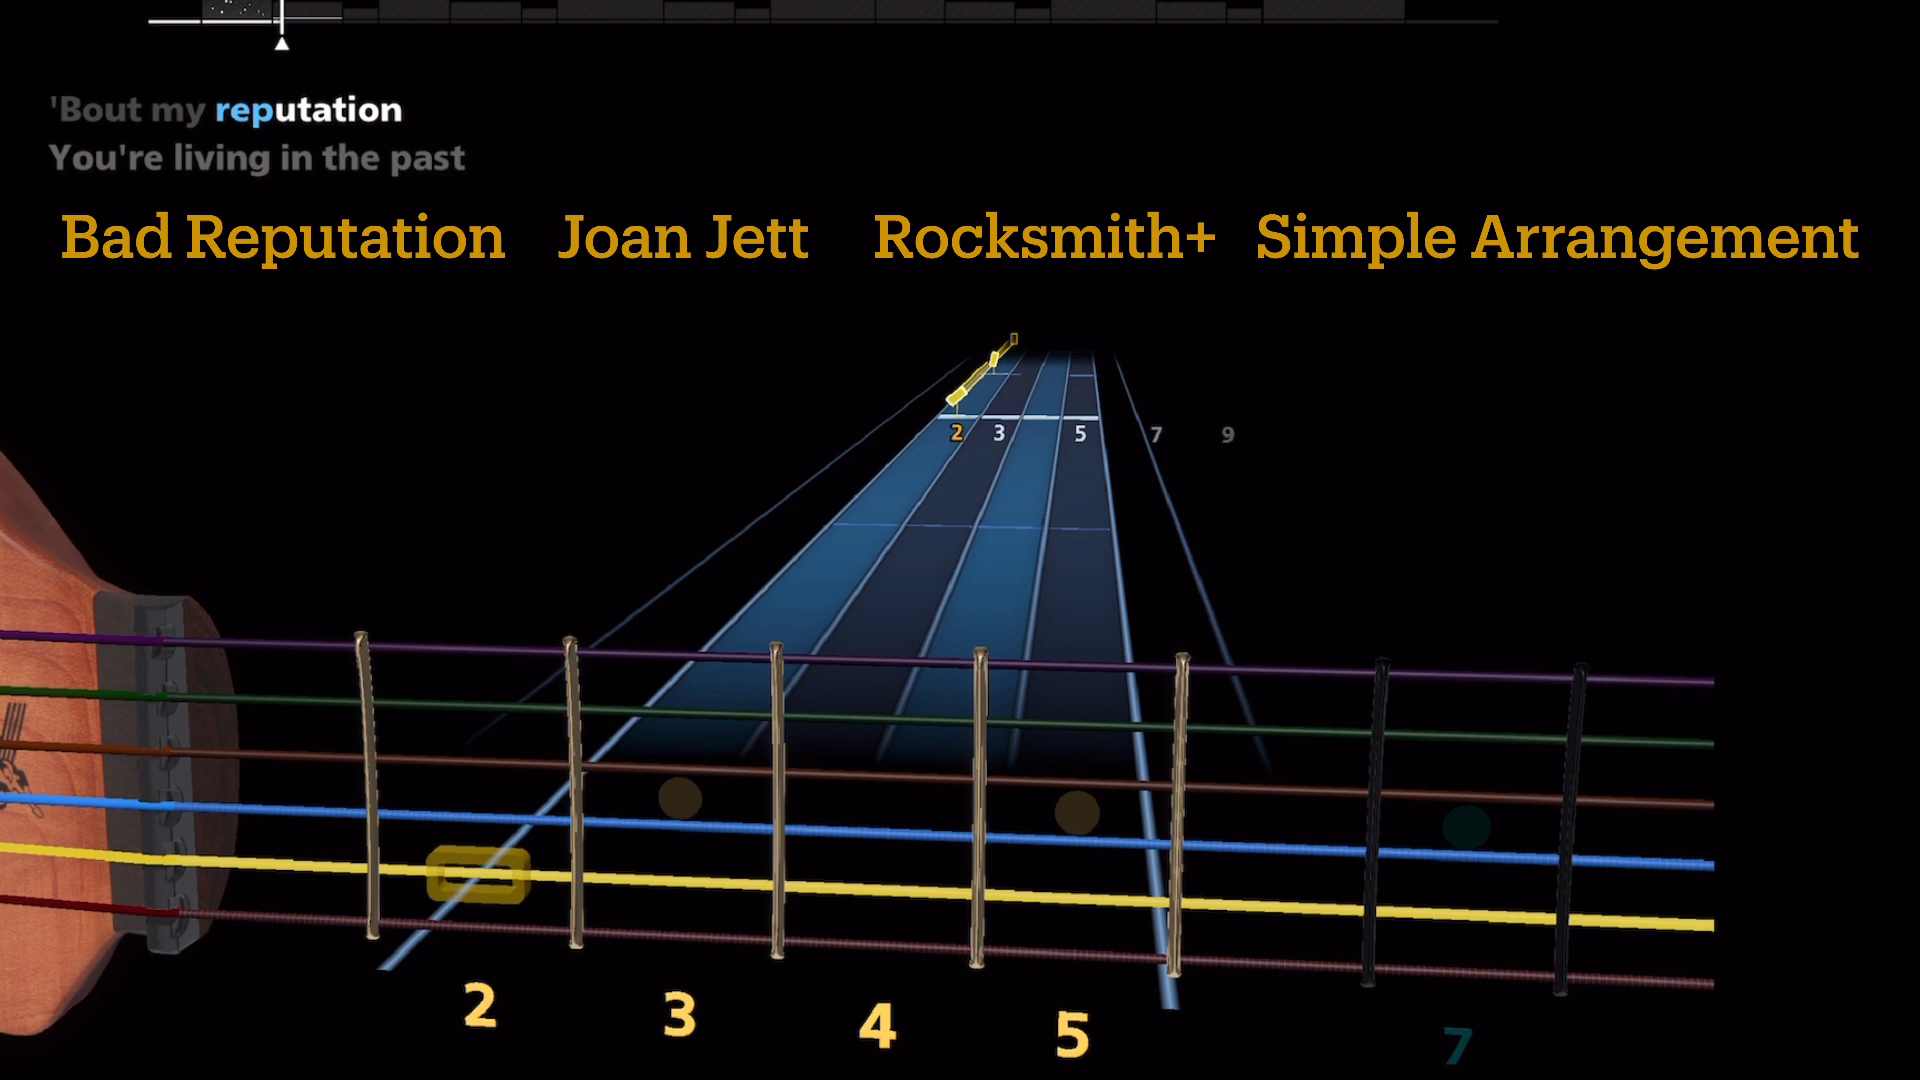 'Bout my reputation
You're living in the past
Bad Reputation Joan Jett Rocksmith+ Simple Arrangement
2 3 5 7 9
2 3 4 5 7